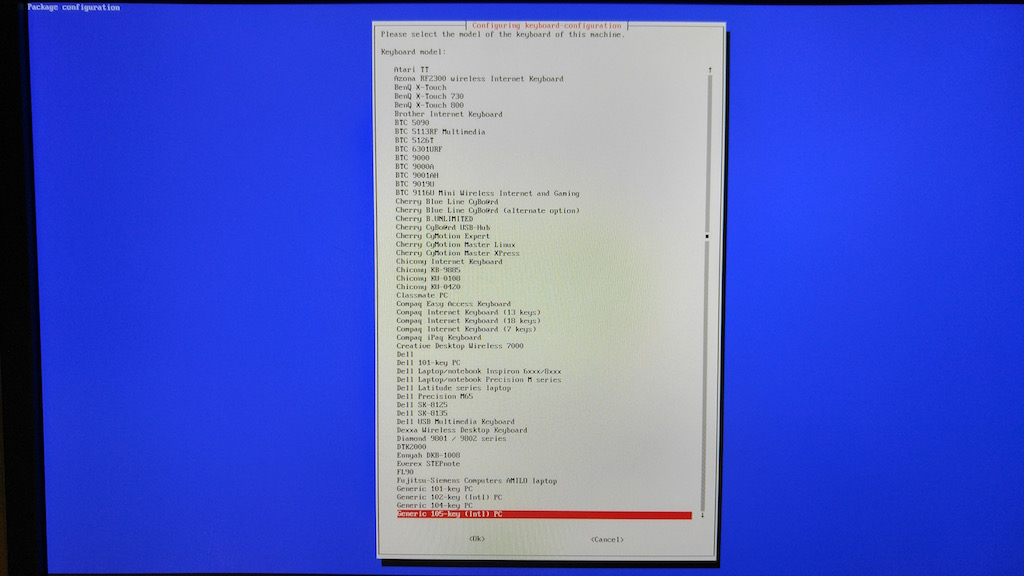 Package configuration
Configuring keyboard-configuration
Please select the model of the keyboard of this machine.
Keyboard model:
Atari TT
Azona RF2300 wireless Internet Keyboard
BenQ X-Touch
BenQ X-Touch 730
BenQ X-Touch 800
Brother Internet Keyboard
BTC 5090
BTC 5113RF Multimedia
BTC 5126T
BTC 6301URF
BTC 9000
BTC 9000A
BTC 9001AH
BTC 9019U
BTC 9116U Mini Wireless Internet and Gaming
Cherry Blue Line CyBo@rd
Cherry Blue Line CyBo@rd (alternate option)
Cherry B.UNLIMITED
Cherry CyBo@rd USB-Hub
Cherry CyMotion Expert
Cherry CyMotion Master Linux
Cherry CyMotion Master XPress
Chicony Internet Keyboard
Chicony KB-9885
Chicony KU-0108
Chicony KU-0420
Classmate PC
Compaq Easy Access Keyboard
Compaq Internet Keyboard (13 keys)
Compaq Internet Keyboard (18 keys)
Compaq Internet Keyboard (7 keys)
Compaq iPaq Keyboard
Creative Desktop Wireless 7000
Dell
Dell 101-key PC
Dell Laptop/notebook Inspiron 6xxx/8xxx
Dell Laptop/notebook Precision M series
Dell Latitude series laptop
Dell Precision M65
Dell SK-8125
Dell SK-8135
Dell USB Multimedia Keyboard
Dexxa Wireless Desktop Keyboard
Diamond 9801 / 9802 series
DTK2000
Ennyah DKB-1008
Everex STEPnote
FL90
Fujitsu-Siemens Computers AMILO laptop
Generic 101-key PC
Generic 102-key (Intl) PC
Generic 104-key PC
Generic 105-key (Intl) PC
<Ok> <Cancel>